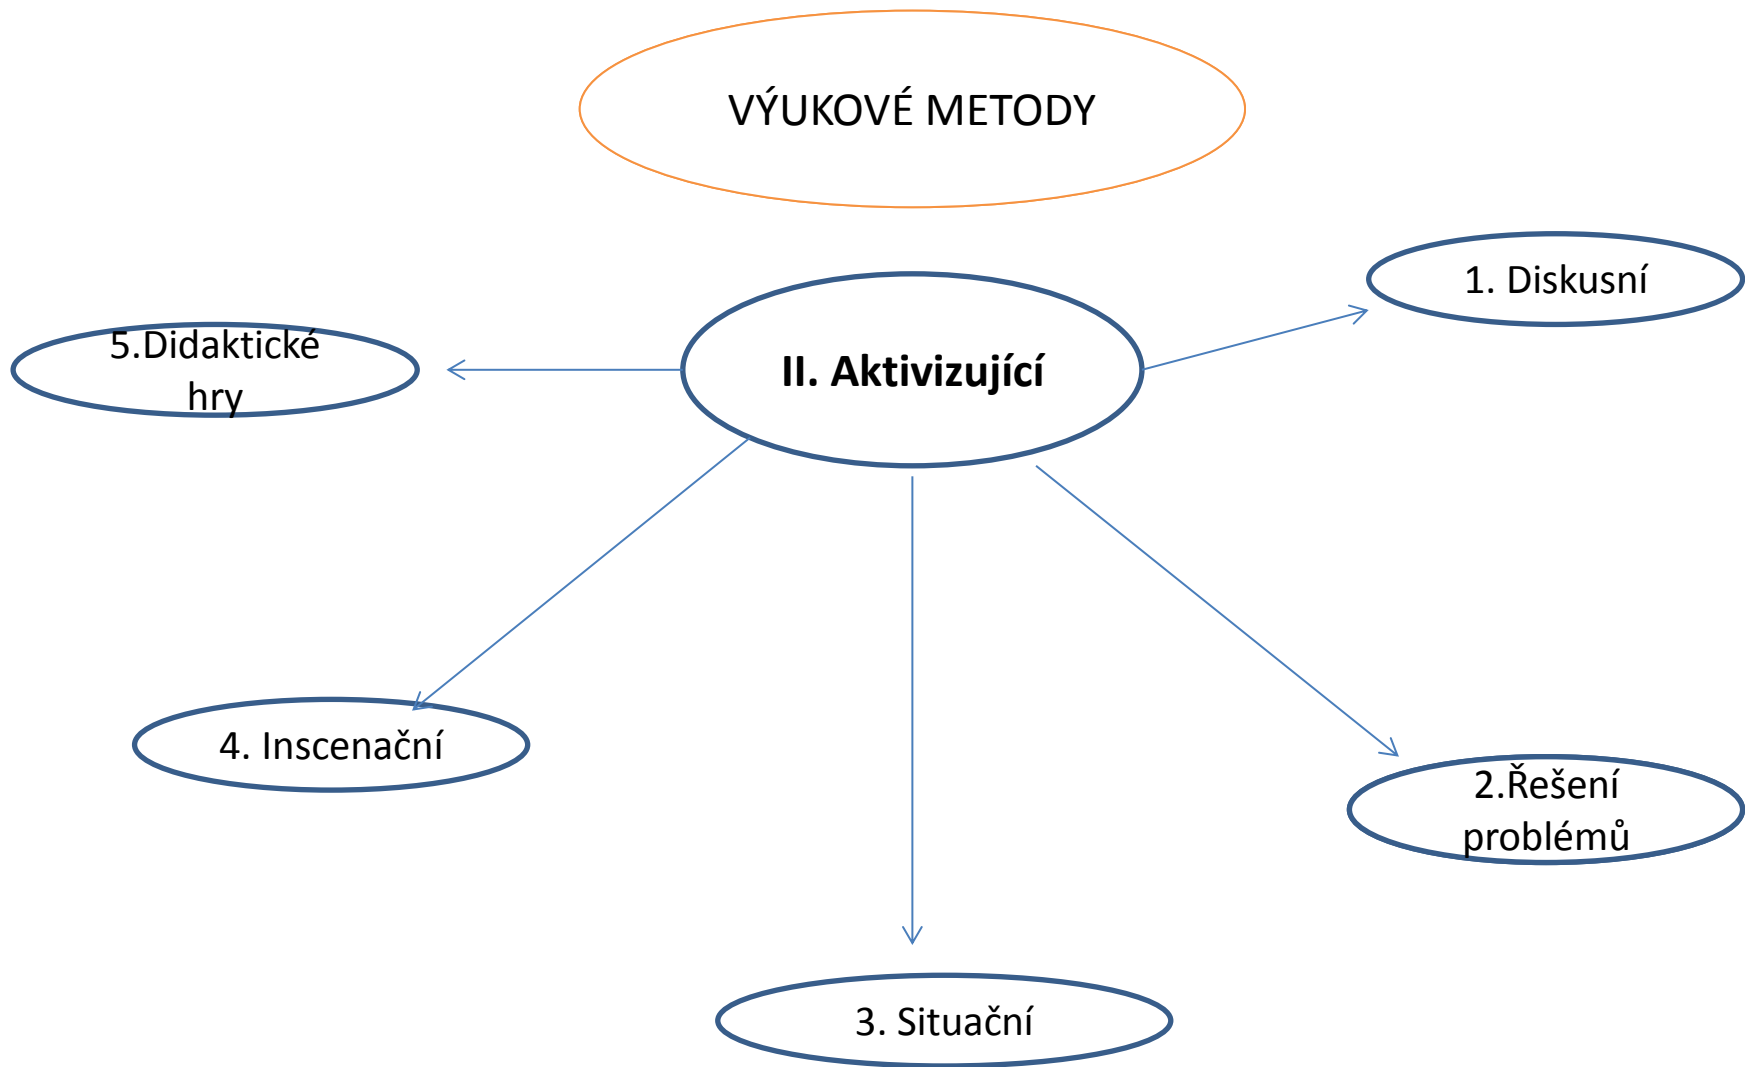 VÝUKOVÉ METODY
1. Diskusní
5.Didaktické
hry
II. Aktivizující
4. Inscenační
2.Řešení
problémů
3. Situační